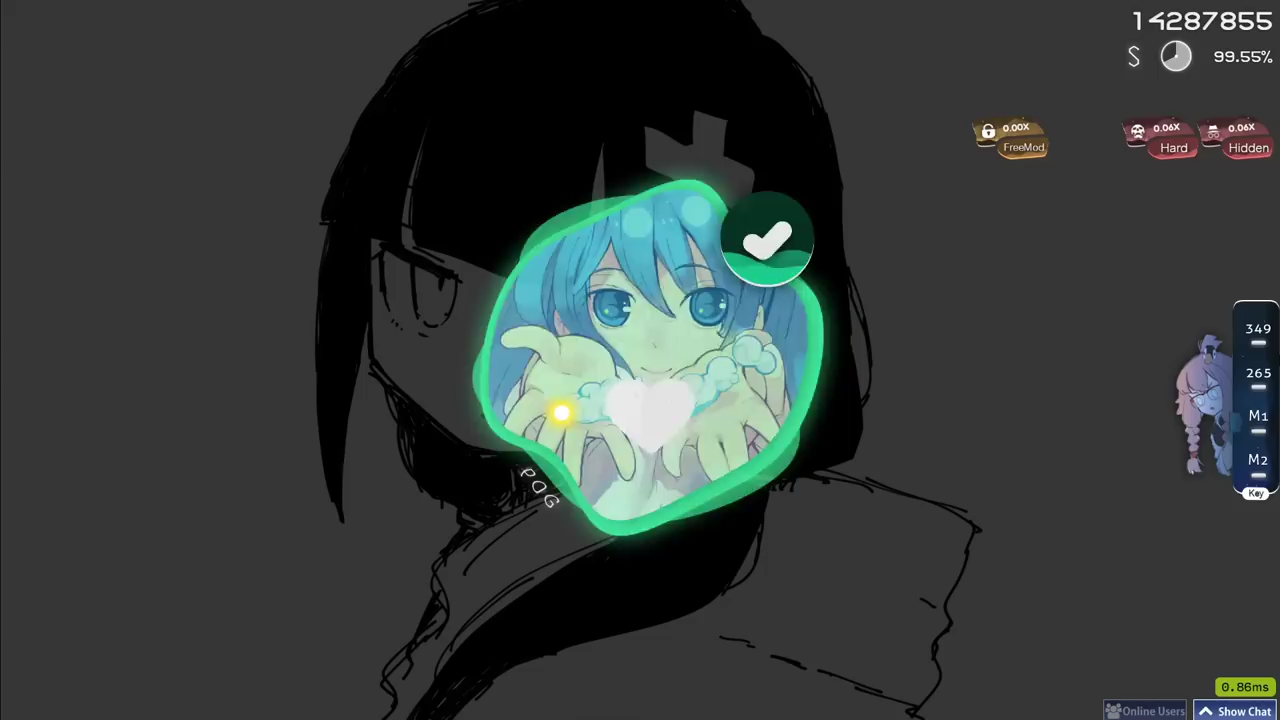 14287855
S
99.55%
0.00X
FreeMod
0.06X
Hard
0.06X
Hidden
349
265
M1
M2
Key
POG
0.86ms
Online Users
Show Chat